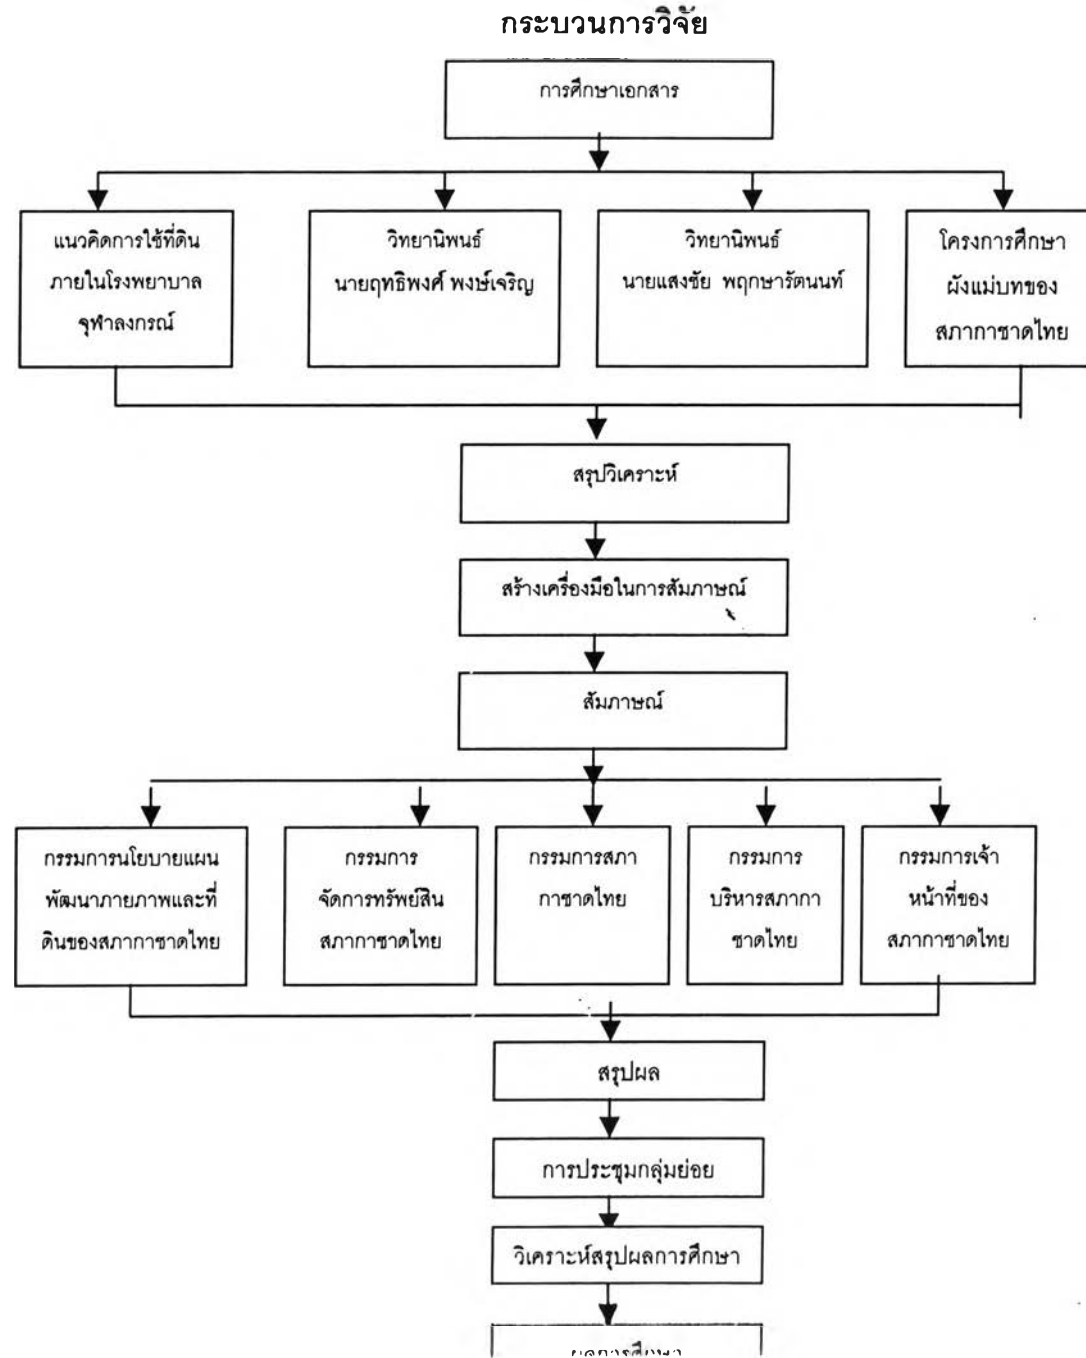 กระบวนการวิจัย
การศึกษาเอกสาร
แนวคิดการใช้ที่ดิน
ภายในโรงพยาบาล
จุฬาลงกรณ์
วิทยานิพนธ์
นายฤทธิพงศ์ พงษ์เจริญ
วิทยานิพนธ์
นายแสงชัย พฤกษารัตนนท์
โครงการศึกษา
ผังแม่บทของ
สภากาชาดไทย
สรุปวิเคราะห์
สร้างเครื่องมือในการสัมภาษณ์
สัมภาษณ์
กรรมการนโยบายแผน
พัฒนาภายภาพและที่
ดินของสภากาชาดไทย
กรรมการ
จัดการทรัพย์สิน
สภากาชาดไทย
กรรมการสภา
กาชาดไทย
กรรมการ
บริหารสภากา
ชาดไทย
กรรมการเจ้า
หน้าที่ของ
สภากาชาดไทย
สรุปผล
การประชุมกลุ่มย่อย
วิเคราะห์สรุปผลการศึกษา
ผลการศึกษา